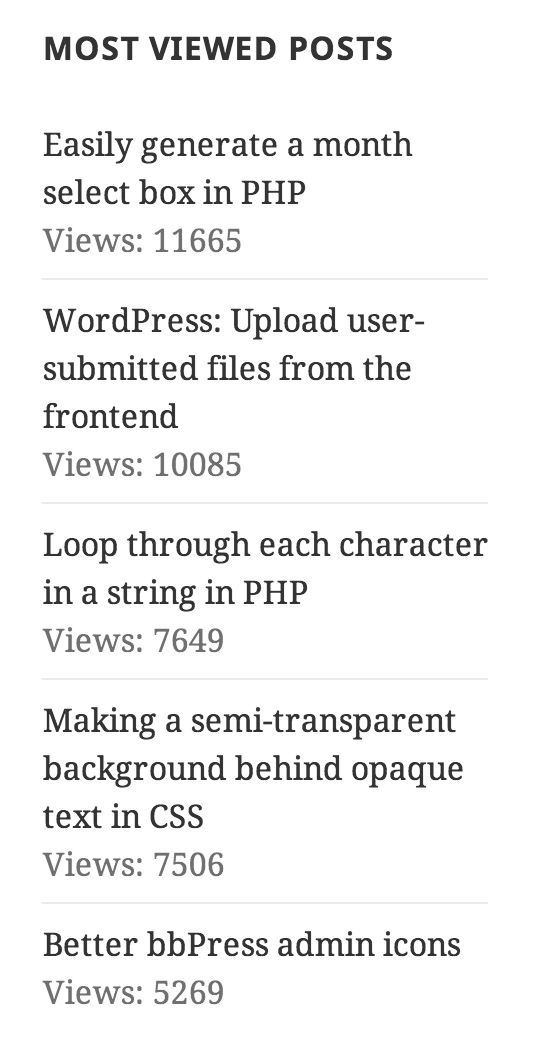 MOST VIEWED POSTS
Easily generate a month
select box in PHP
Views: 11665
WordPress: Upload user-
submitted files from the
frontend
Views: 10085
Loop through each character
in a string in PHP
Views: 7649
Making a semi-transparent
background behind opaque
text in CSS
Views: 7506
Better bbPress admin icons
Views: 5269